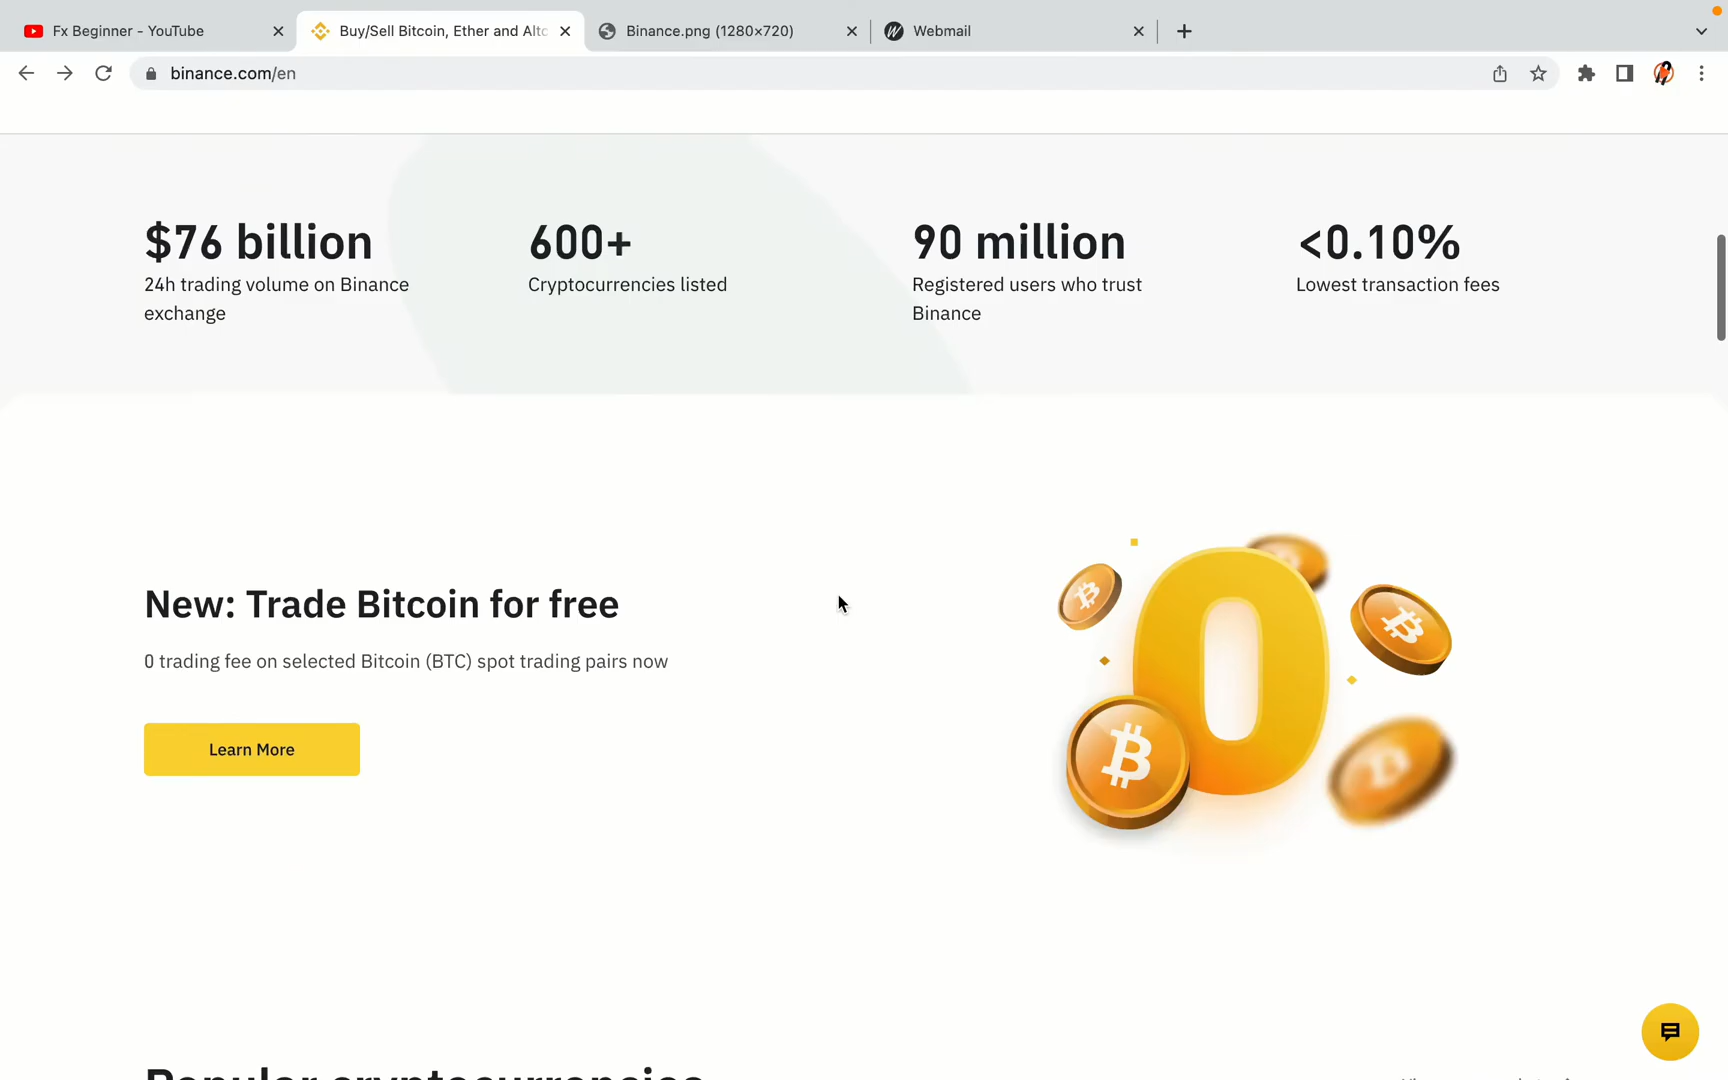 Fx Beginner - YouTube
Buy/Sell Bitcoin, Ether and Altc
Binance.png (1280×720)
Webmail
binance.com/en
$76 billion
24h trading volume on Binance
exchange
600+
Cryptocurrencies listed
90 million
Registered users who trust
Binance
<0.10%
Lowest transaction fees
New: Trade Bitcoin for free
0 trading fee on selected Bitcoin (BTC) spot trading pairs now
Learn More
0
Popular cryptocurrencies